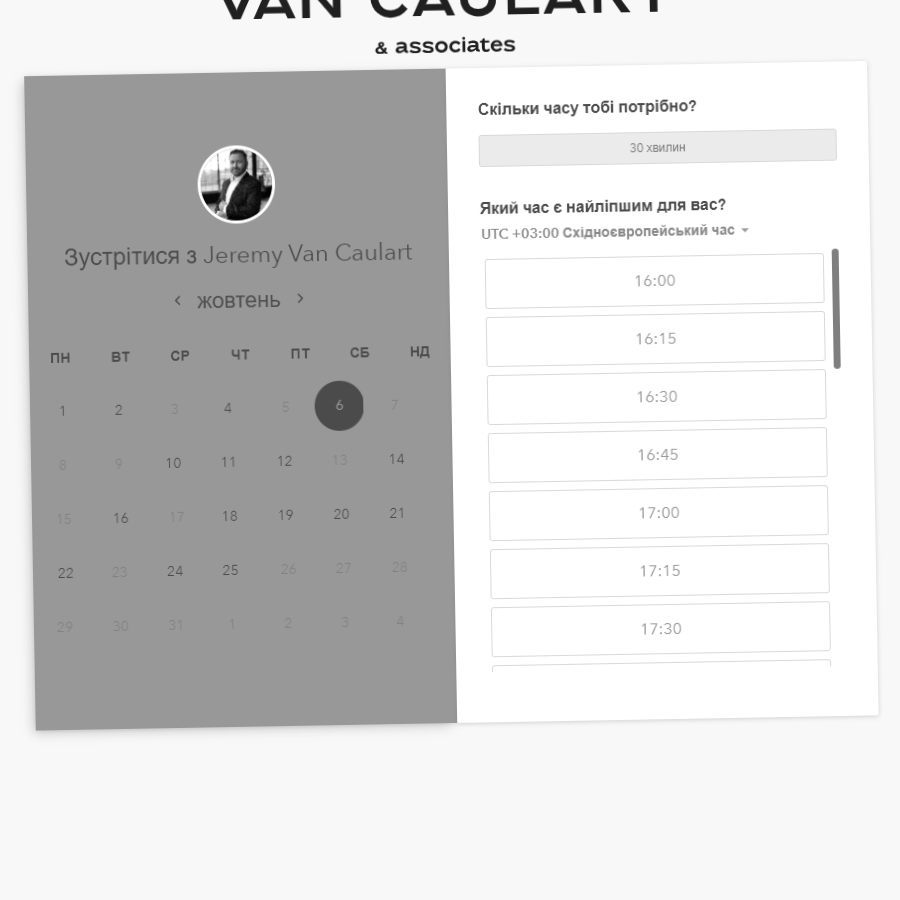 VAN CAULART
& associates
Зустрітися з Jeremy Van Caulart
‹ жовтень ›
ПН ВТ СР ЧТ ПТ СБ НД
1 2 3 4 5 6 7
8 9 10 11 12 13 14
15 16 17 18 19 20 21
22 23 24 25 26 27 28
29 30 31 1 2 3 4
Скільки часу тобі потрібно?
30 хвилин
Який час є найліпшим для вас?
UTC +03:00 Східноєвропейський час
16:00
16:15
16:30
16:45
17:00
17:15
17:30